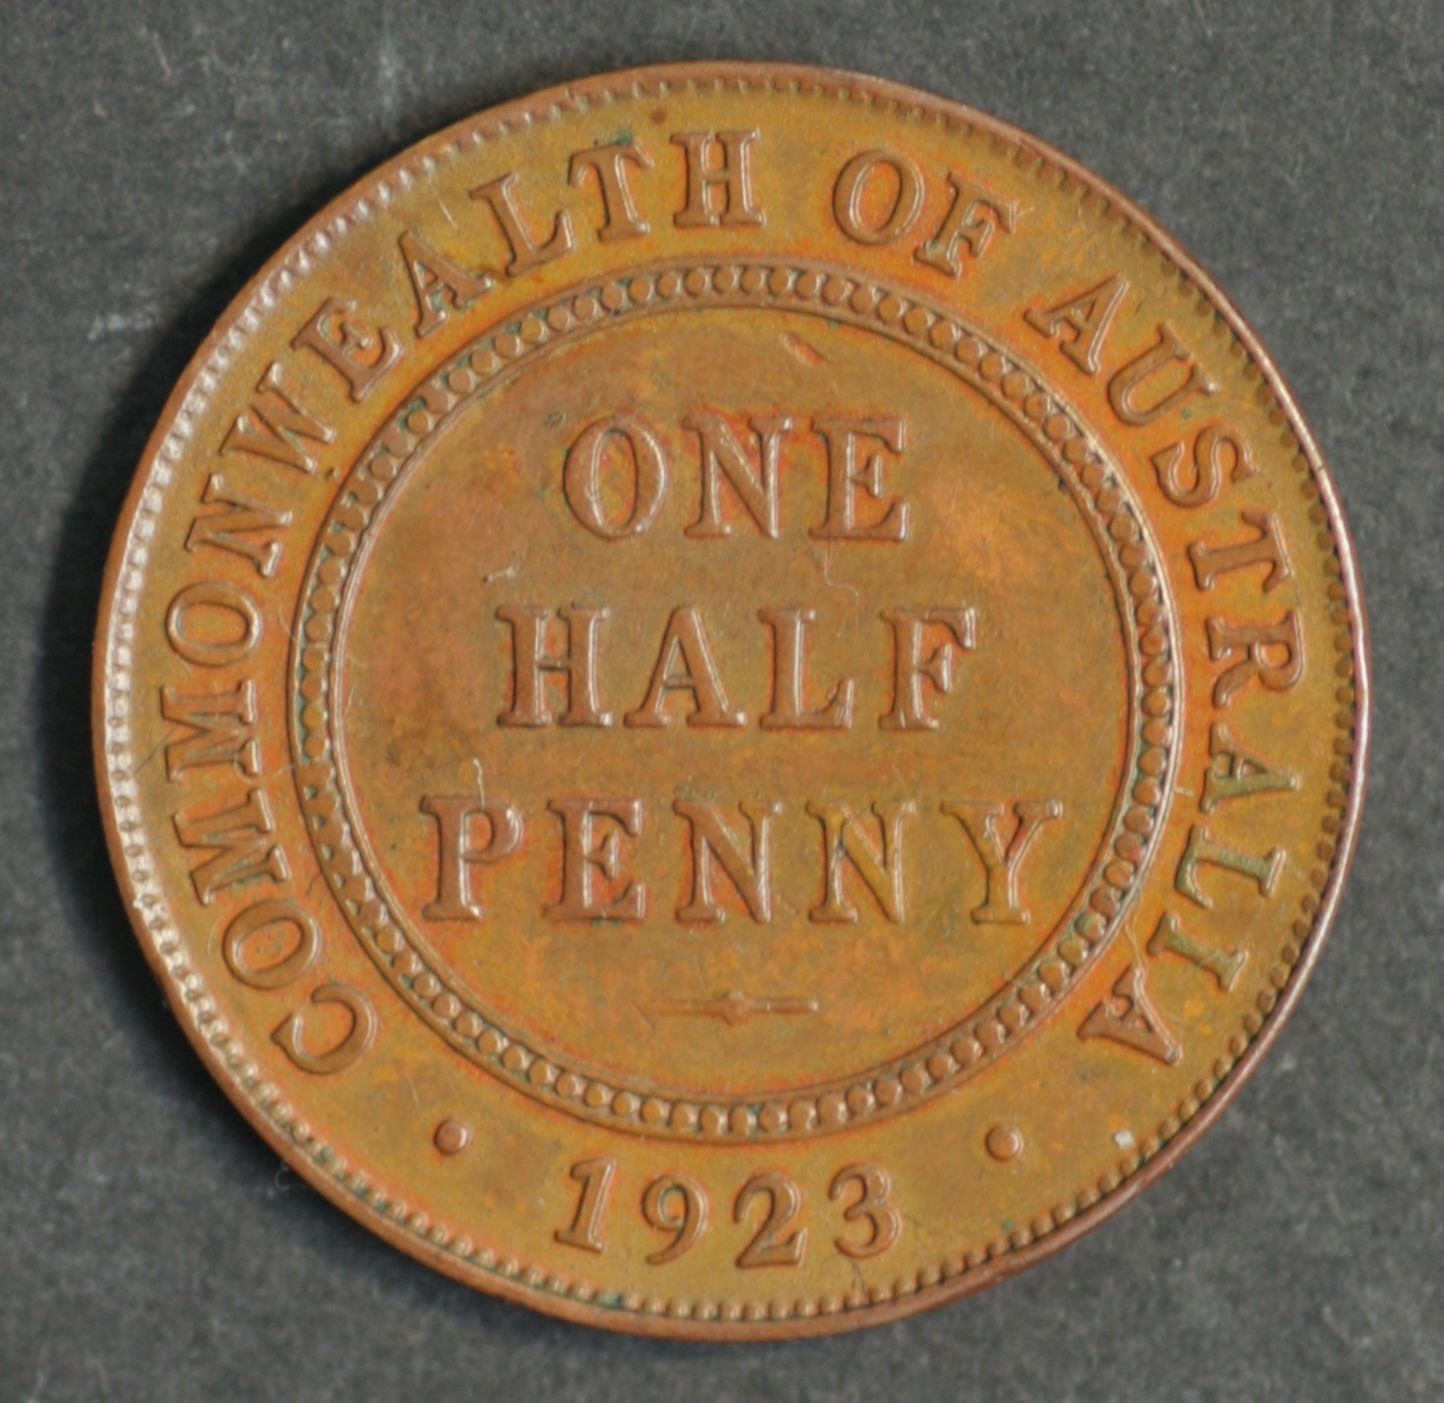 COMMONWEALTH OF AUSTRALIA
ONE
HALF
PENNY
· 1923 ·